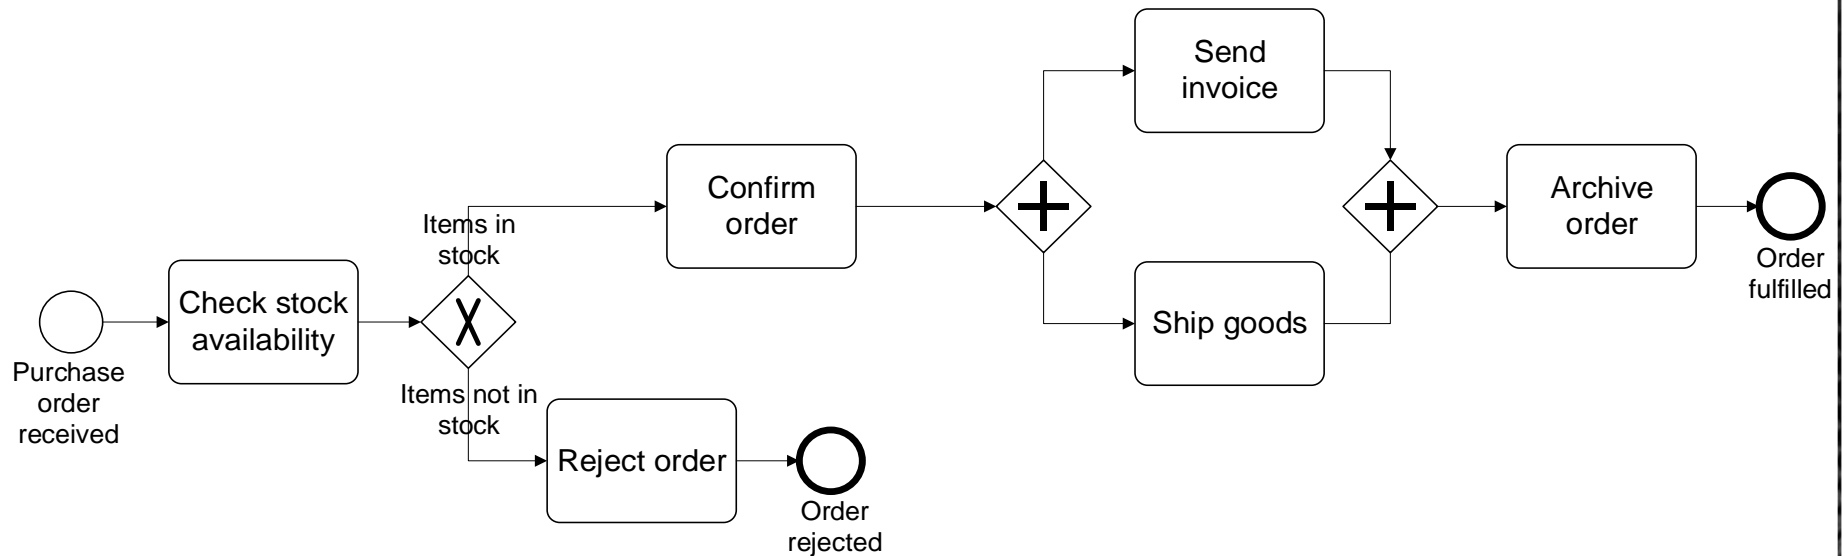 Send
invoice
Confirm
order
Archive
order
Items in
stock
Order
fulfilled
Check stock
availability
Ship goods
Purchase
order
received
Items not in
stock
Reject order
Order
rejected